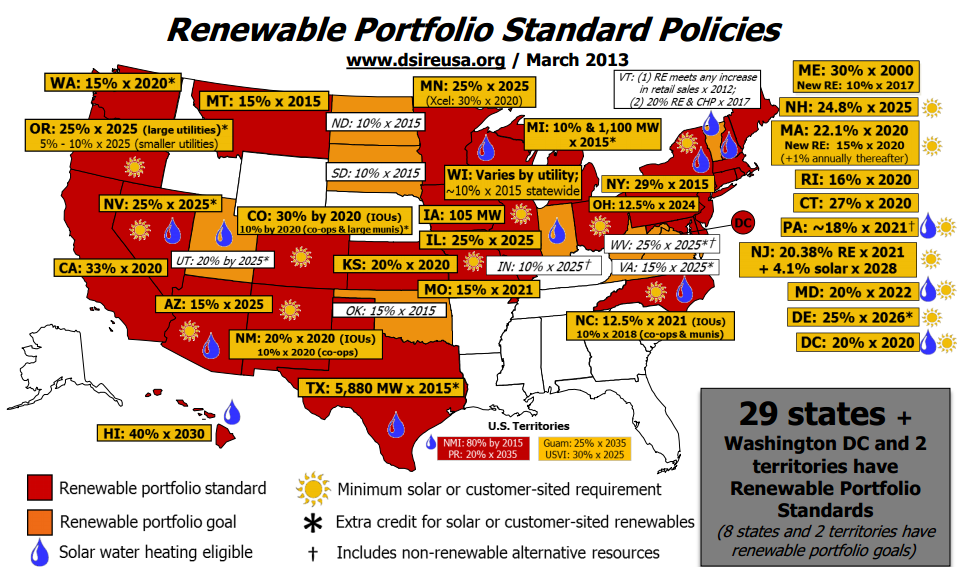 Renewable Portfolio Standard Policies
www.dsireusa.org / March 2013
WA: 15% x 2020*
MT: 15% x 2015
MN: 25% x 2025
(Xcel: 30% x 2020)
VT: (1) RE meets any increase
in retail sales x 2012;
(2) 20% RE & CHP x 2017
ME: 30% x 2000
New RE: 10% x 2017
OR: 25% x 2025 (large utilities)*
5% - 10% x 2025 (smaller utilities)
ND: 10% x 2015
MI: 10% & 1,100 MW
x 2015*
NH: 24.8% x 2025
MA: 22.1% x 2020
New RE: 15% x 2020
(+1% annually thereafter)
SD: 10% x 2015
WI: Varies by utility;
~10% x 2015 statewide
NY: 29% x 2015
RI: 16% x 2020
NV: 25% x 2025*
CO: 30% by 2020 (IOUs)
10% by 2020 (co-ops & large munis)*
IA: 105 MW
OH: 12.5% x 2024
CT: 27% x 2020
DC
PA: ~18% x 2021†
IL: 25% x 2025
WV: 25% x 2025*†
UT: 20% by 2025*
CA: 33% x 2020
KS: 20% x 2020
IN: 10% x 2025†
VA: 15% x 2025*
NJ: 20.38% RE x 2021
+ 4.1% solar x 2028
MO: 15% x 2021
MD: 20% x 2022
AZ: 15% x 2025
OK: 15% x 2015
NC: 12.5% x 2021 (IOUs)
10% x 2018 (co-ops & munis)
DE: 25% x 2026*
NM: 20% x 2020 (IOUs)
10% x 2020 (co-ops)
DC: 20% x 2020
TX: 5,880 MW x 2015*
HI: 40% x 2030
U.S. Territories
NMI: 80% by 2015
PR: 20% x 2035
Guam: 25% x 2035
USVI: 30% x 2025
29 states +
Washington DC and 2
territories have
Renewable Portfolio
Standards
(8 states and 2 territories have
renewable portfolio goals)
Renewable portfolio standard
Renewable portfolio goal
Solar water heating eligible
Minimum solar or customer-sited requirement
* Extra credit for solar or customer-sited renewables
† Includes non-renewable alternative resources